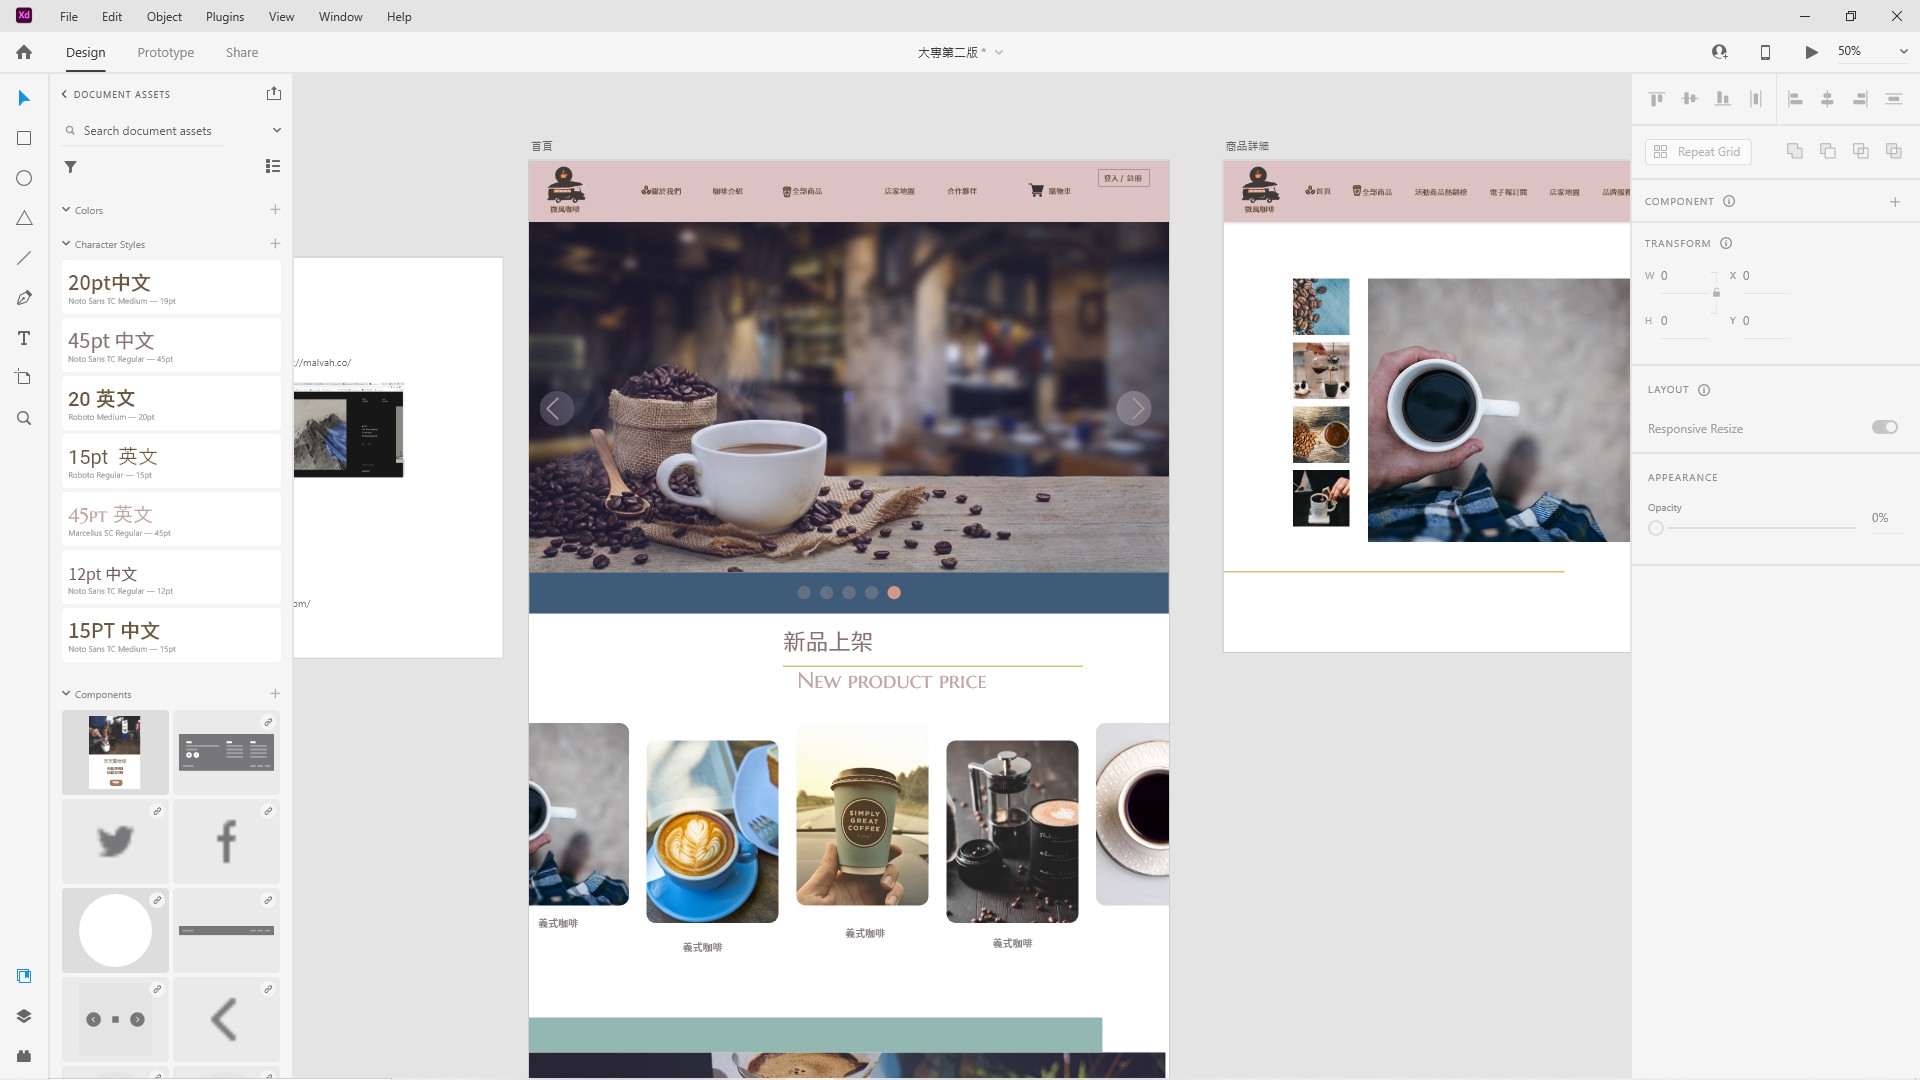 Xd File Edit Object Plugins View Window Help
Design Prototype Share
大專第二版 *
50%
DOCUMENT ASSETS
Search document assets
Colors
Character Styles
20pt中文
Noto Sans TC Medium — 19pt
45pt 中文
Noto Sans TC Regular — 45pt
20 英文
Roboto Medium — 20pt
15pt 英文
Roboto Regular — 15pt
45PT 英文
Marcellus SC Regular — 45pt
12pt 中文
Noto Sans TC Regular — 12pt
15PT 中文
Noto Sans TC Medium — 15pt
Components
://malvah.co/
om/
首頁
微風咖啡
關於我們
咖啡介紹
全部商品
店家地圖
合作夥伴
購物車
登入 / 註冊
新品上架
New product price
SIMPLY
GREAT
COFFEE
義式咖啡
義式咖啡
義式咖啡
義式咖啡
商品詳細
微風咖啡
首頁
全部商品
活動商品熱銷榜
電子報訂閱
店家地圖
品牌服務
Repeat Grid
COMPONENT
TRANSFORM
W 0 X 0
H 0 Y 0
LAYOUT
Responsive Resize
APPEARANCE
Opacity
0%